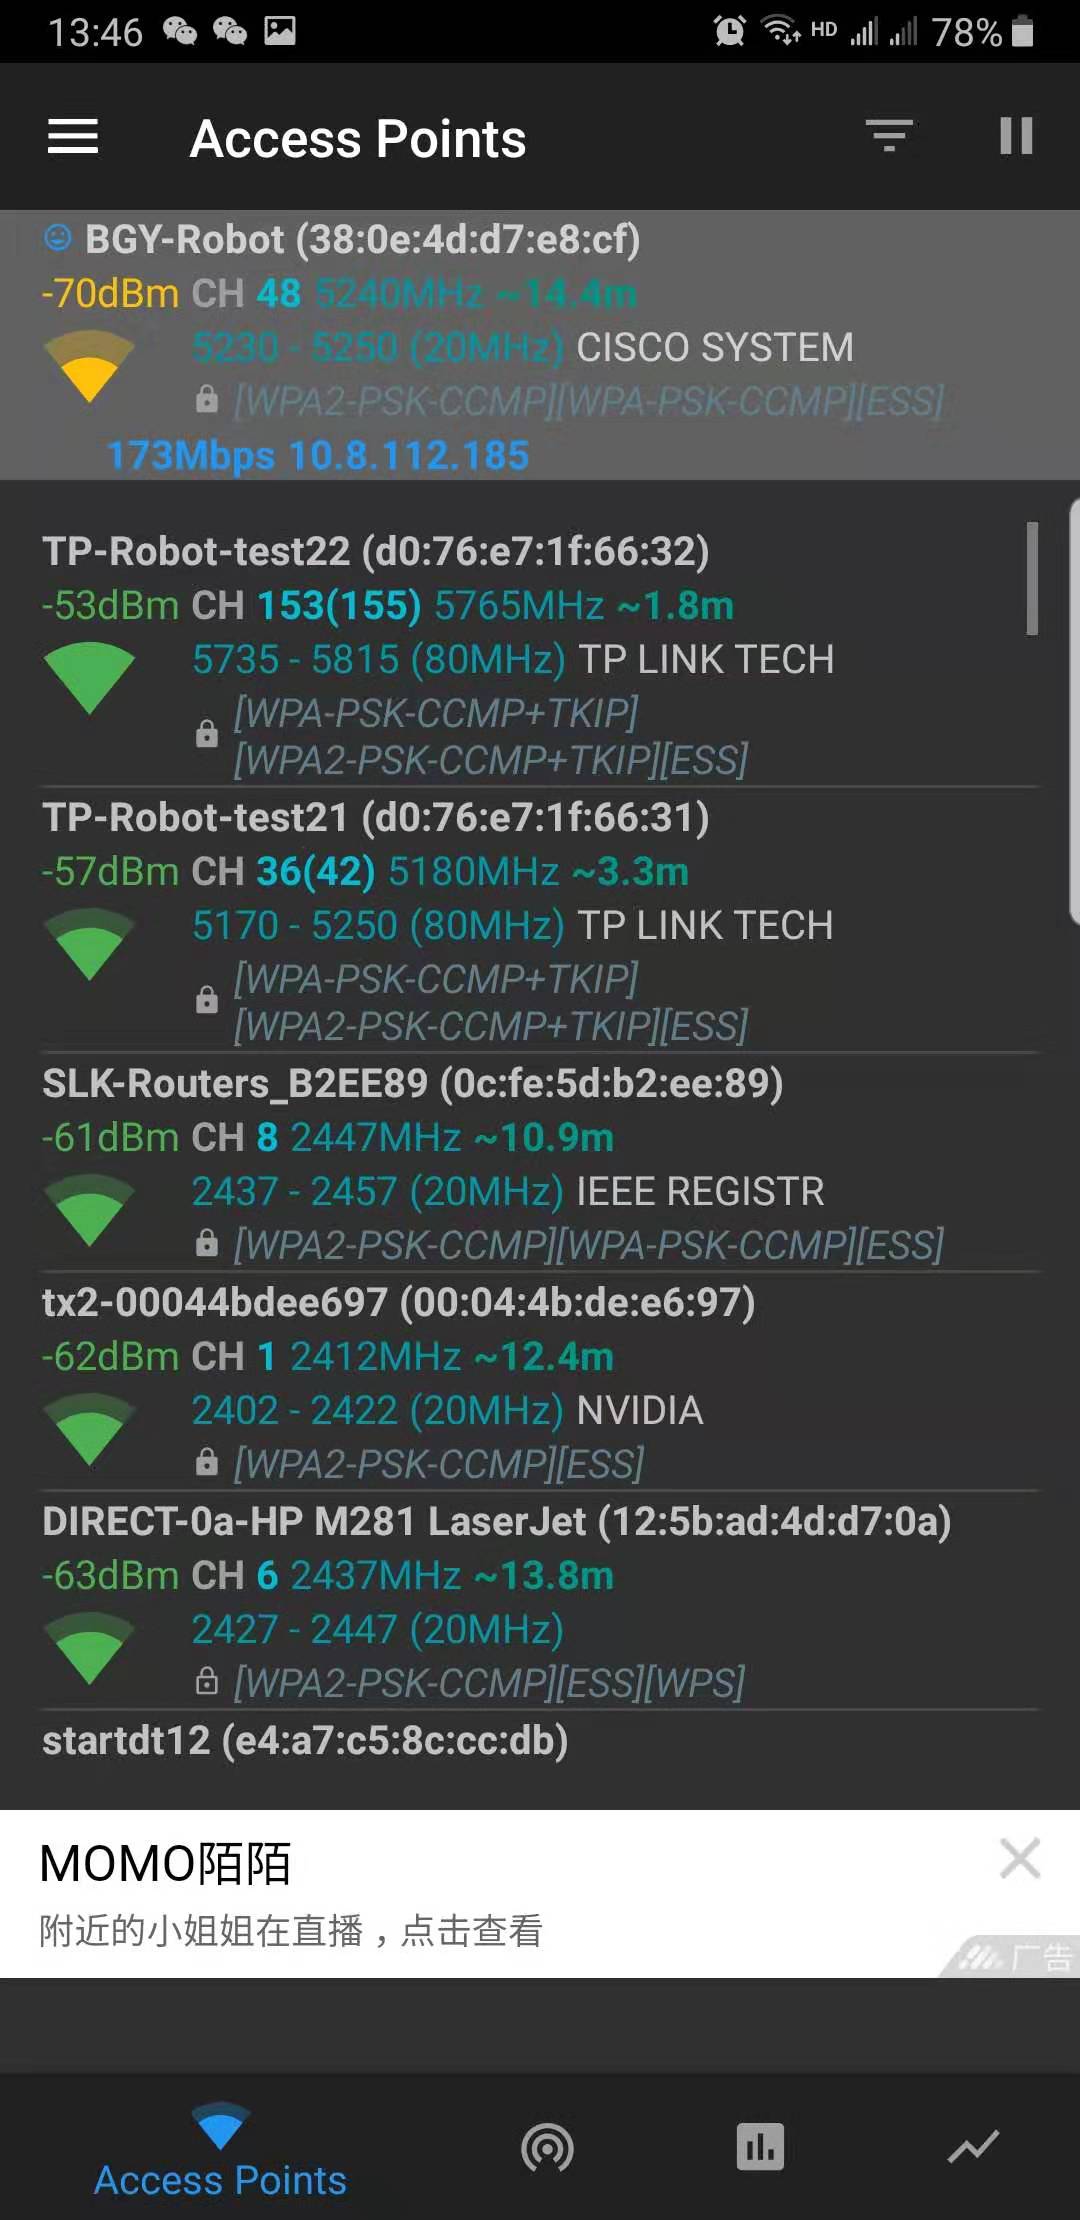 13:46 HD 78%
Access Points
BGY-Robot (38:0e:4d:d7:e8:cf)
-70dBm CH 48 5240MHz ~14.4m
5230 - 5250 (20MHz) CISCO SYSTEM
[WPA2-PSK-CCMP][WPA-PSK-CCMP][ESS]
173Mbps 10.8.112.185
TP-Robot-test22 (d0:76:e7:1f:66:32)
-53dBm CH 153(155) 5765MHz ~1.8m
5735 - 5815 (80MHz) TP LINK TECH
[WPA-PSK-CCMP+TKIP]
[WPA2-PSK-CCMP+TKIP][ESS]
TP-Robot-test21 (d0:76:e7:1f:66:31)
-57dBm CH 36(42) 5180MHz ~3.3m
5170 - 5250 (80MHz) TP LINK TECH
[WPA-PSK-CCMP+TKIP]
[WPA2-PSK-CCMP+TKIP][ESS]
SLK-Routers_B2EE89 (0c:fe:5d:b2:ee:89)
-61dBm CH 8 2447MHz ~10.9m
2437 - 2457 (20MHz) IEEE REGISTR
[WPA2-PSK-CCMP][WPA-PSK-CCMP][ESS]
tx2-00044bdee697 (00:04:4b:de:e6:97)
-62dBm CH 1 2412MHz ~12.4m
2402 - 2422 (20MHz) NVIDIA
[WPA2-PSK-CCMP][ESS]
DIRECT-0a-HP M281 LaserJet (12:5b:ad:4d:d7:0a)
-63dBm CH 6 2437MHz ~13.8m
2427 - 2447 (20MHz)
[WPA2-PSK-CCMP][ESS][WPS]
startdt12 (e4:a7:c5:8c:cc:db)
MOMO陌陌
附近的小姐姐在直播，点击查看
广告
Access Points